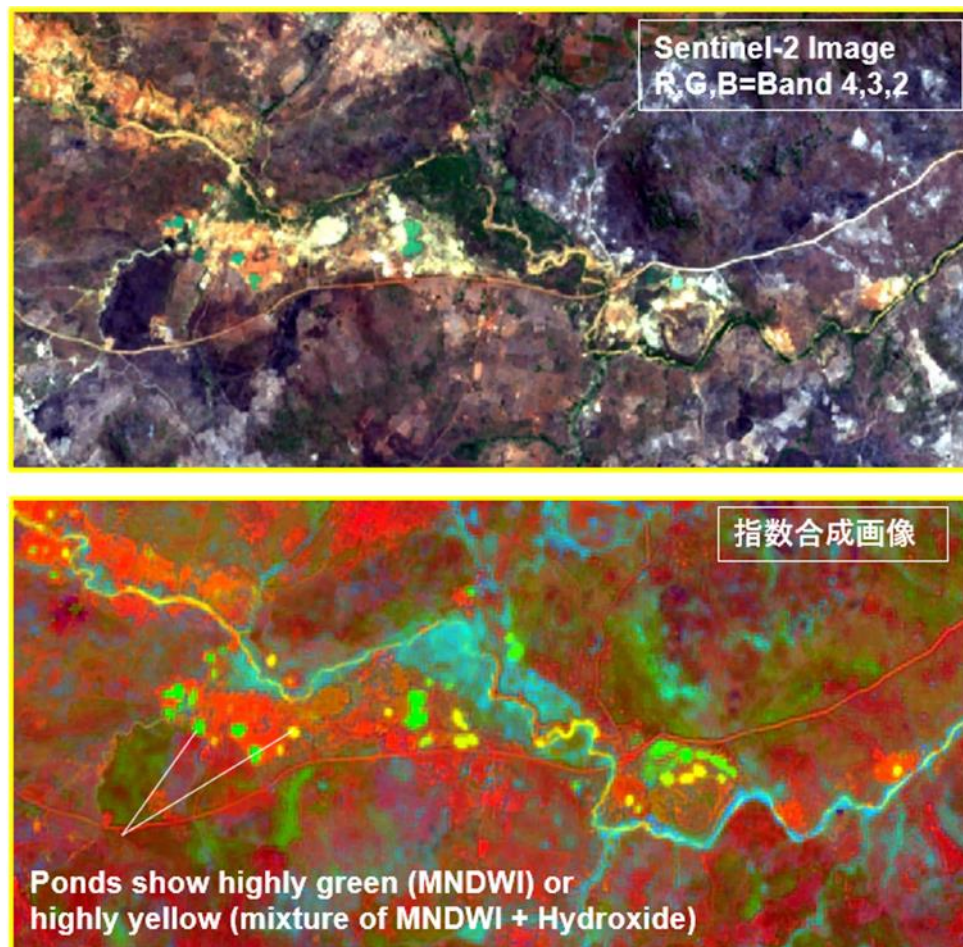 Sentinel-2 Image
R,G,B=Band 4,3,2
指数合成画像
Ponds show highly green (MNDWI) or
highly yellow (mixture of MNDWI + Hydroxide)